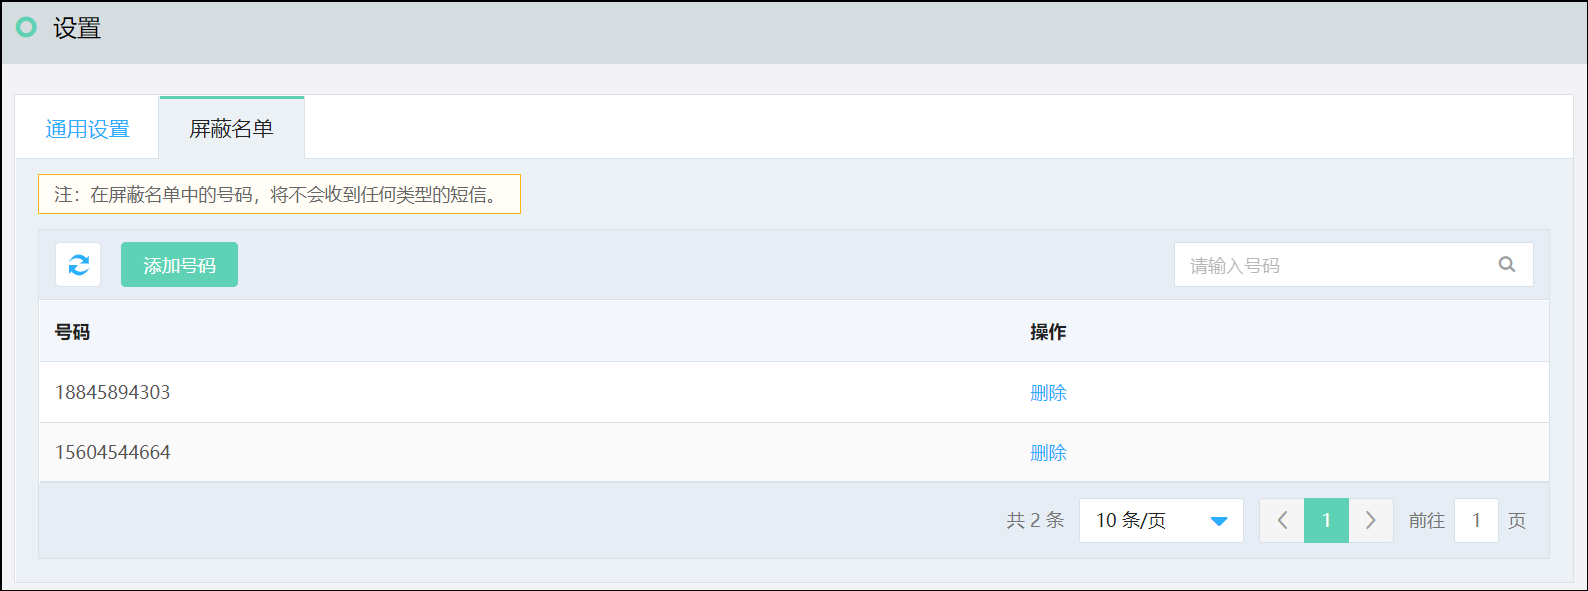 设置
通用设置 屏蔽名单
注：在屏蔽名单中的号码，将不会收到任何类型的短信。
添加号码 请输入号码
号码 操作
18845894303 删除
15604544664 删除
共 2 条 10 条/页 1 前往 1 页